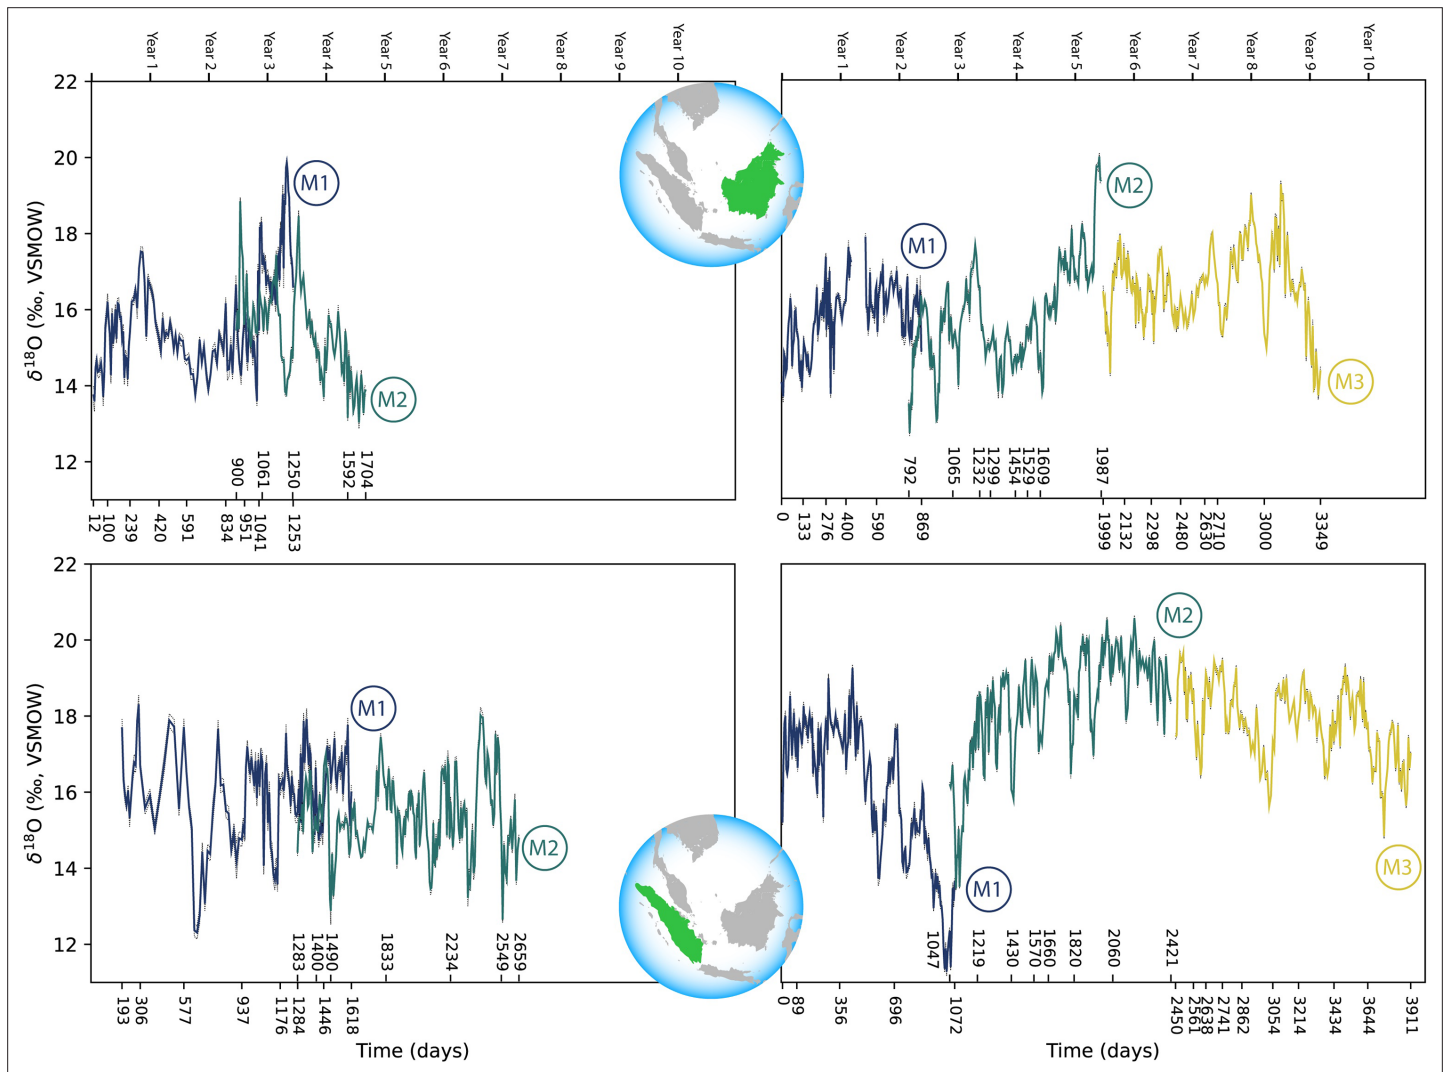 Year 1
Year 2
Year 3
Year 4
Year 5
Year 6
Year 7
Year 8
Year 9
Year 10
Year 1
Year 2
Year 3
Year 4
Year 5
Year 6
Year 7
Year 8
Year 9
Year 10
22
20
18
16
14
12
δ¹⁸O (‰, VSMOW)
M1
M2
900
1061
1250
1592
1704
12
100
239
420
591
834
951
1041
1253
M1
M2
M3
792
1065
1232
1299
1454
1529
1609
1987
0
133
276
400
590
869
1999
2132
2298
2480
2630
2710
3000
3349
22
20
18
16
14
12
δ¹⁸O (‰, VSMOW)
M1
M2
1283
1400
1490
1833
2234
2549
2659
193
306
577
937
1176
1284
1446
1618
Time (days)
M2
M1
M3
1047
1219
1430
1570
1660
1820
2060
2421
0
89
356
696
1072
2450
2561
2638
2741
2862
3054
3214
3434
3644
3911
Time (days)